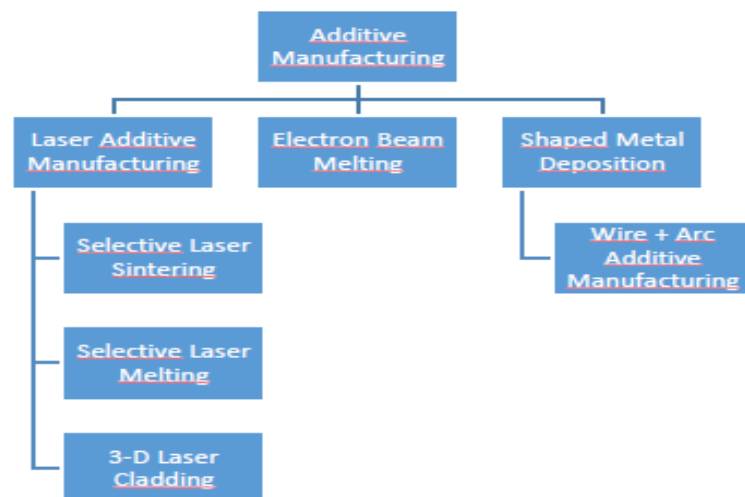 Additive
Manufacturing
Laser Additive
Manufacturing
Electron Beam
Melting
Shaped Metal
Deposition
Selective Laser
Sintering
Selective Laser
Melting
3-D Laser
Cladding
Wire + Arc
Additive
Manufacturing